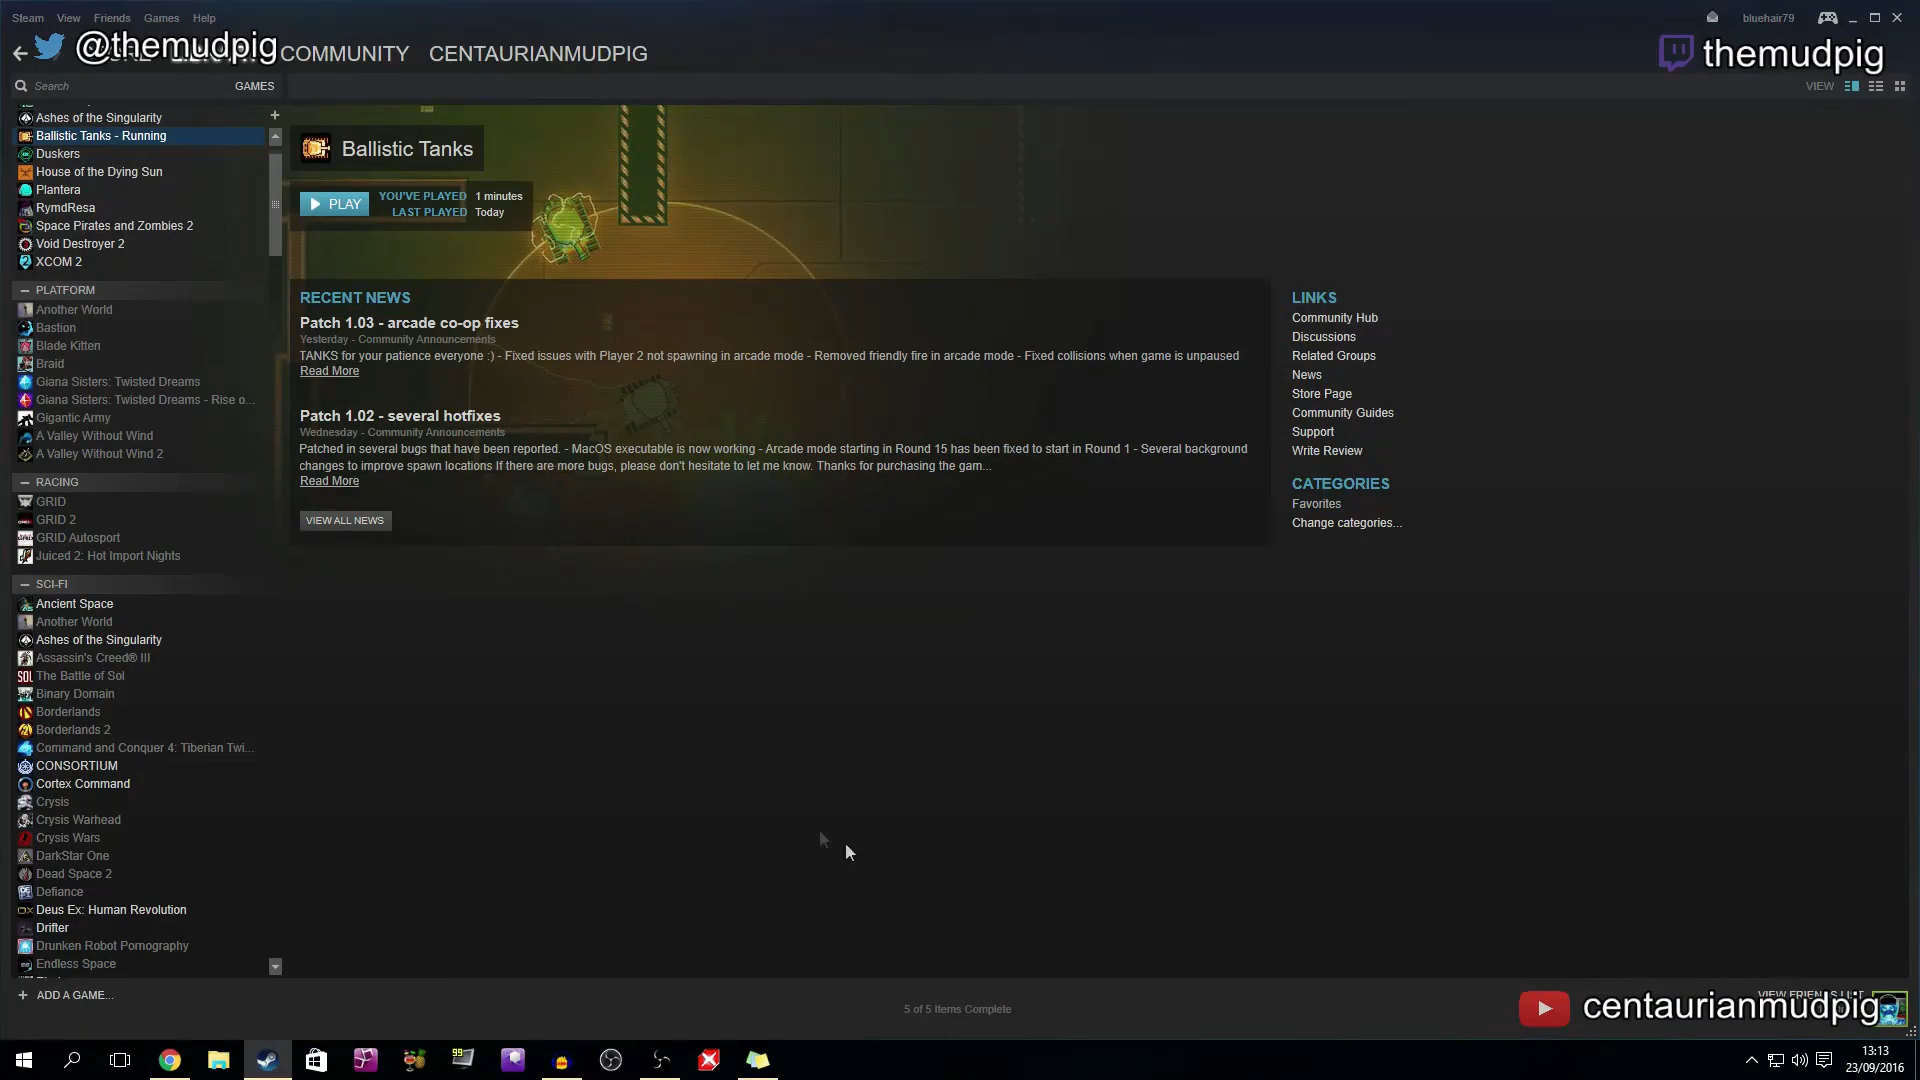 Steam View Friends Games Help
bluehair79
@themudpig
COMMUNITY CENTAURIANMUDPIG
themudpig
Search GAMES
VIEW
Ashes of the Singularity
Ballistic Tanks - Running
Duskers
House of the Dying Sun
Plantera
RymdResa
Space Pirates and Zombies 2
Void Destroyer 2
XCOM 2
PLATFORM
Another World
Bastion
Blade Kitten
Braid
Giana Sisters: Twisted Dreams
Giana Sisters: Twisted Dreams - Rise o...
Gigantic Army
A Valley Without Wind
A Valley Without Wind 2
RACING
GRID
GRID 2
GRID Autosport
Juiced 2: Hot Import Nights
SCI-FI
Ancient Space
Another World
Ashes of the Singularity
Assassin's Creed® III
The Battle of Sol
Binary Domain
Borderlands
Borderlands 2
Command and Conquer 4: Tiberian Twi...
CONSORTIUM
Cortex Command
Crysis
Crysis Warhead
Crysis Wars
DarkStar One
Dead Space 2
Defiance
Deus Ex: Human Revolution
Drifter
Drunken Robot Pornography
Endless Space
ADD A GAME...
Ballistic Tanks
PLAY
YOU'VE PLAYED 1 minutes
LAST PLAYED Today
RECENT NEWS
Patch 1.03 - arcade co-op fixes
Yesterday - Community Announcements
TANKS for your patience everyone :) - Fixed issues with Player 2 not spawning in arcade mode - Removed friendly fire in arcade mode - Fixed collisions when game is unpaused
Read More
Patch 1.02 - several hotfixes
Wednesday - Community Announcements
Patched in several bugs that have been reported. - MacOS executable is now working - Arcade mode starting in Round 15 has been fixed to start in Round 1 - Several background
changes to improve spawn locations If there are more bugs, please don't hesitate to let me know. Thanks for purchasing the gam...
Read More
VIEW ALL NEWS
LINKS
Community Hub
Discussions
Related Groups
News
Store Page
Community Guides
Support
Write Review
CATEGORIES
Favorites
Change categories...
5 of 5 Items Complete
VIEW FRIENDS LIST
centaurianmudpig
13:13
23/09/2016